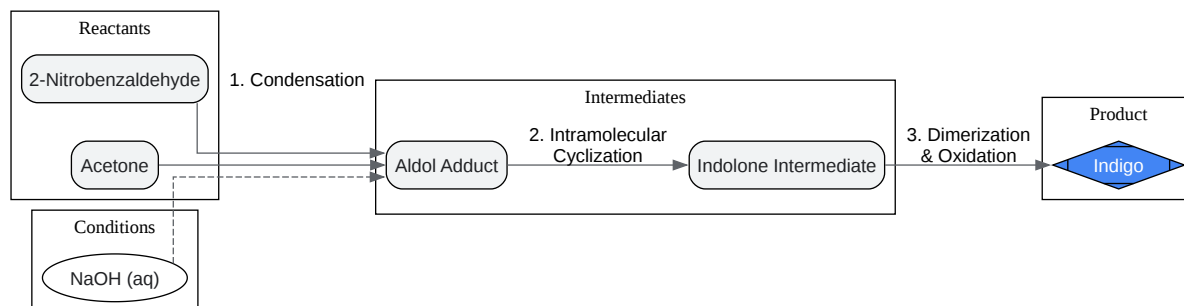 Reactants
2-Nitrobenzaldehyde
Acetone
Conditions
NaOH (aq)
1. Condensation
Intermediates
Aldol Adduct
2. Intramolecular
Cyclization
Indolone Intermediate
3. Dimerization
& Oxidation
Product
Indigo